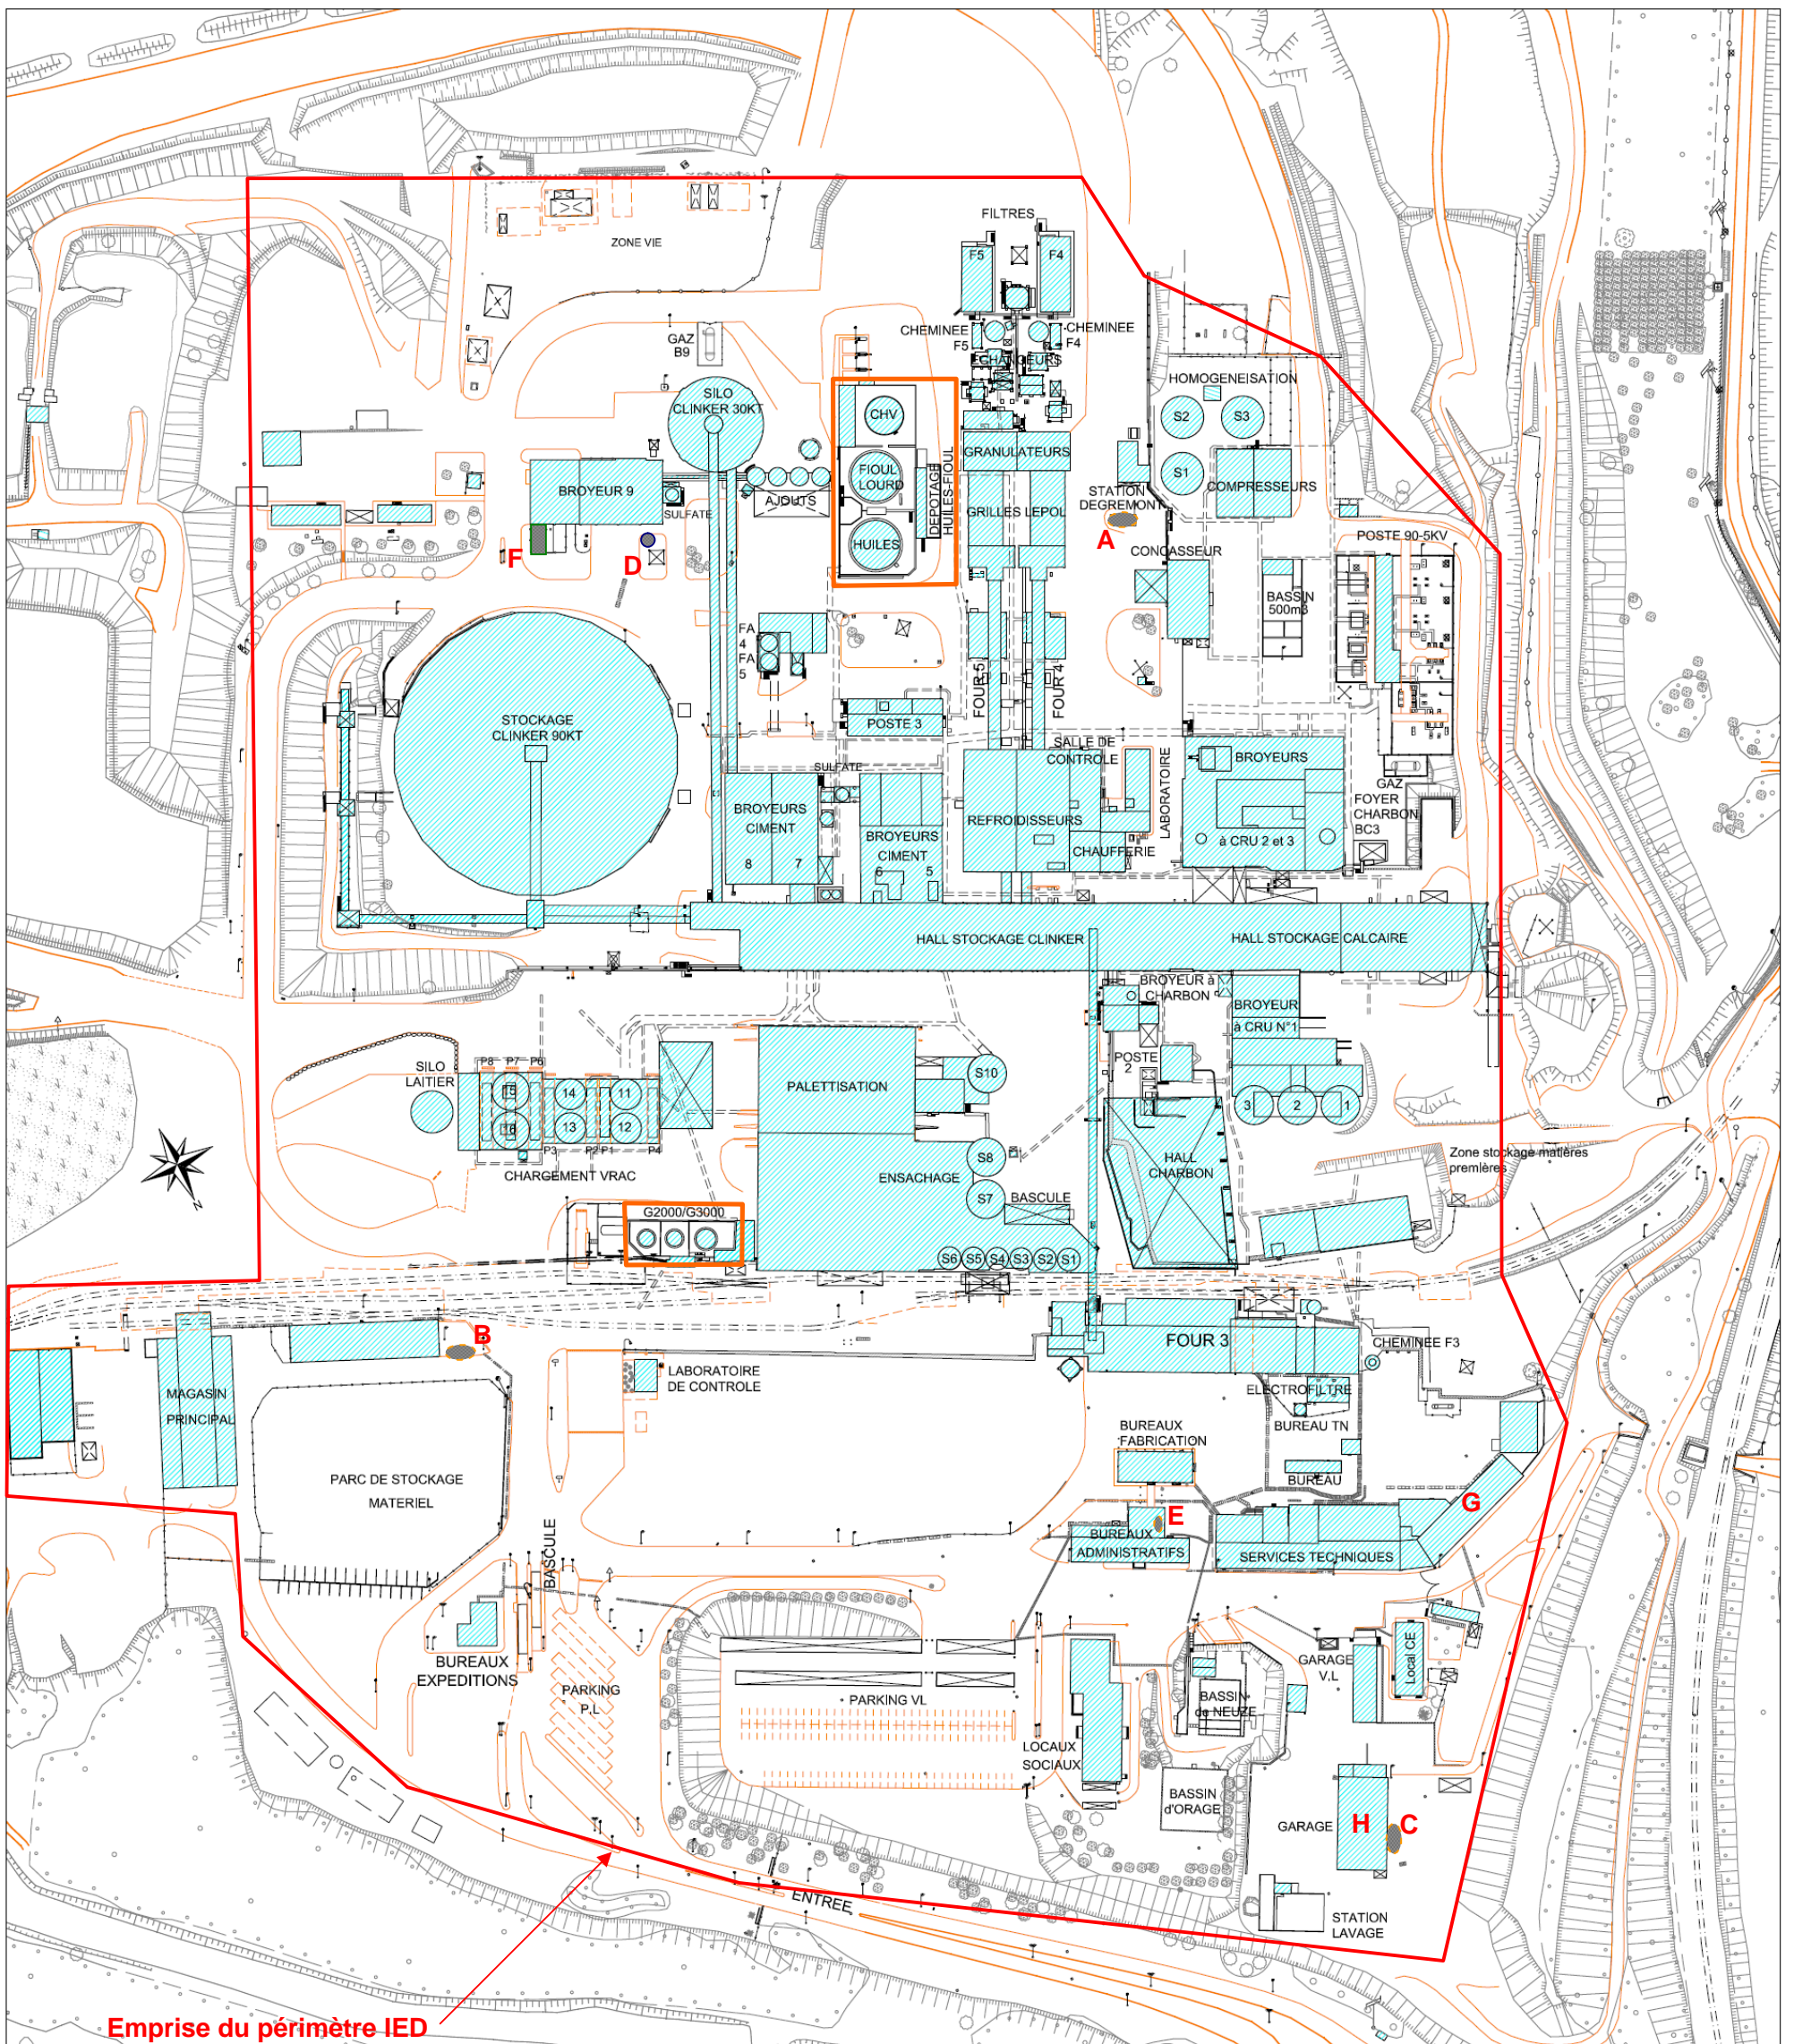 FILTRES
F5
F4
ZONE VIE
GAZ
B9
CHEMINEE
F5
CHEMINEE
F4
ECHANGEURS
SILO
CLINKER 30KT
CHV
HOMOGENEISATION
S2
S3
S1
GRANULATEURS
FIOUL
LOURD
DEPOTAGE
HUILES-FIOUL
BROYEUR 9
SULFATE
AJOUTS
COMPRESSEURS
STATION
DEGREMONT
GRILLES LEPOL
HUILES
A
F
D
CONCASSEUR
POSTE 90-5KV
BASSIN
500m3
FA
4
FA
5
FOUR 5
FOUR 4
STOCKAGE
CLINKER 90KT
POSTE 3
SALLE DE
CONTROLE
LABORATOIRE
BROYEURS
à CRU 2 et 3
GAZ
FOYER
CHARBON
BC3
SULFATE
BROYEURS
CIMENT
8
7
BROYEURS
CIMENT
6
5
REFROIDISSEURS
CHAUFFERIE
HALL STOCKAGE CLINKER
HALL STOCKAGE CALCAIRE
BROYEUR à
CHARBON
BROYEUR
à CRU N°1
POSTE
2
SILO
LAITIER
P8
P7
P6
15
14
11
16
13
12
P3
P2
P1
P4
CHARGEMENT VRAC
PALETTISATION
S10
3
2
1
ENSACHAGE
S8
S7
BASCULE
HALL
CHARBON
Zone stockage matières
premières
N
G2000/G3000
S6
S5
S4
S3
S2
S1
B
FOUR 3
CHEMINEE F3
LABORATOIRE
DE CONTROLE
MAGASIN
PRINCIPAL
ELECTROFILTRE
BUREAU TN
BUREAUX
FABRICATION
BUREAU
PARC DE STOCKAGE
MATERIEL
G
E
BUREAUX
ADMINISTRATIFS
SERVICES TECHNIQUES
BASCULE
BUREAUX
EXPEDITIONS
PARKING
P.L
PARKING VL
LOCAUX
SOCIAUX
BASSIN
de NEUZE
GARAGE
V.L
Local CE
BASSIN
d'ORAGE
GARAGE
H
C
ENTREE
STATION
LAVAGE
Emprise du périmètre IED